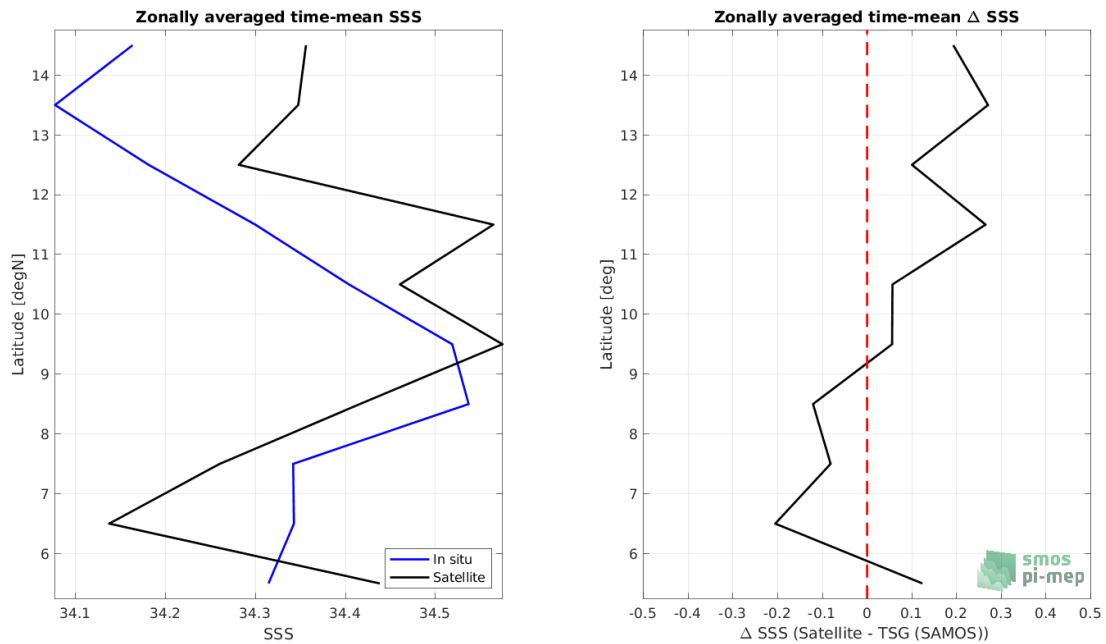 Zonally averaged time-mean SSS
Latitude [degN]
14
13
12
11
10
9
8
7
6
34.1 34.2 34.3 34.4 34.5
SSS
In situ
Satellite
Zonally averaged time-mean Δ SSS
Latitude [deg]
14
13
12
11
10
9
8
7
6
-0.5 -0.4 -0.3 -0.2 -0.1 0 0.1 0.2 0.3 0.4 0.5
Δ SSS (Satellite - TSG (SAMOS))
smos
pi-mep